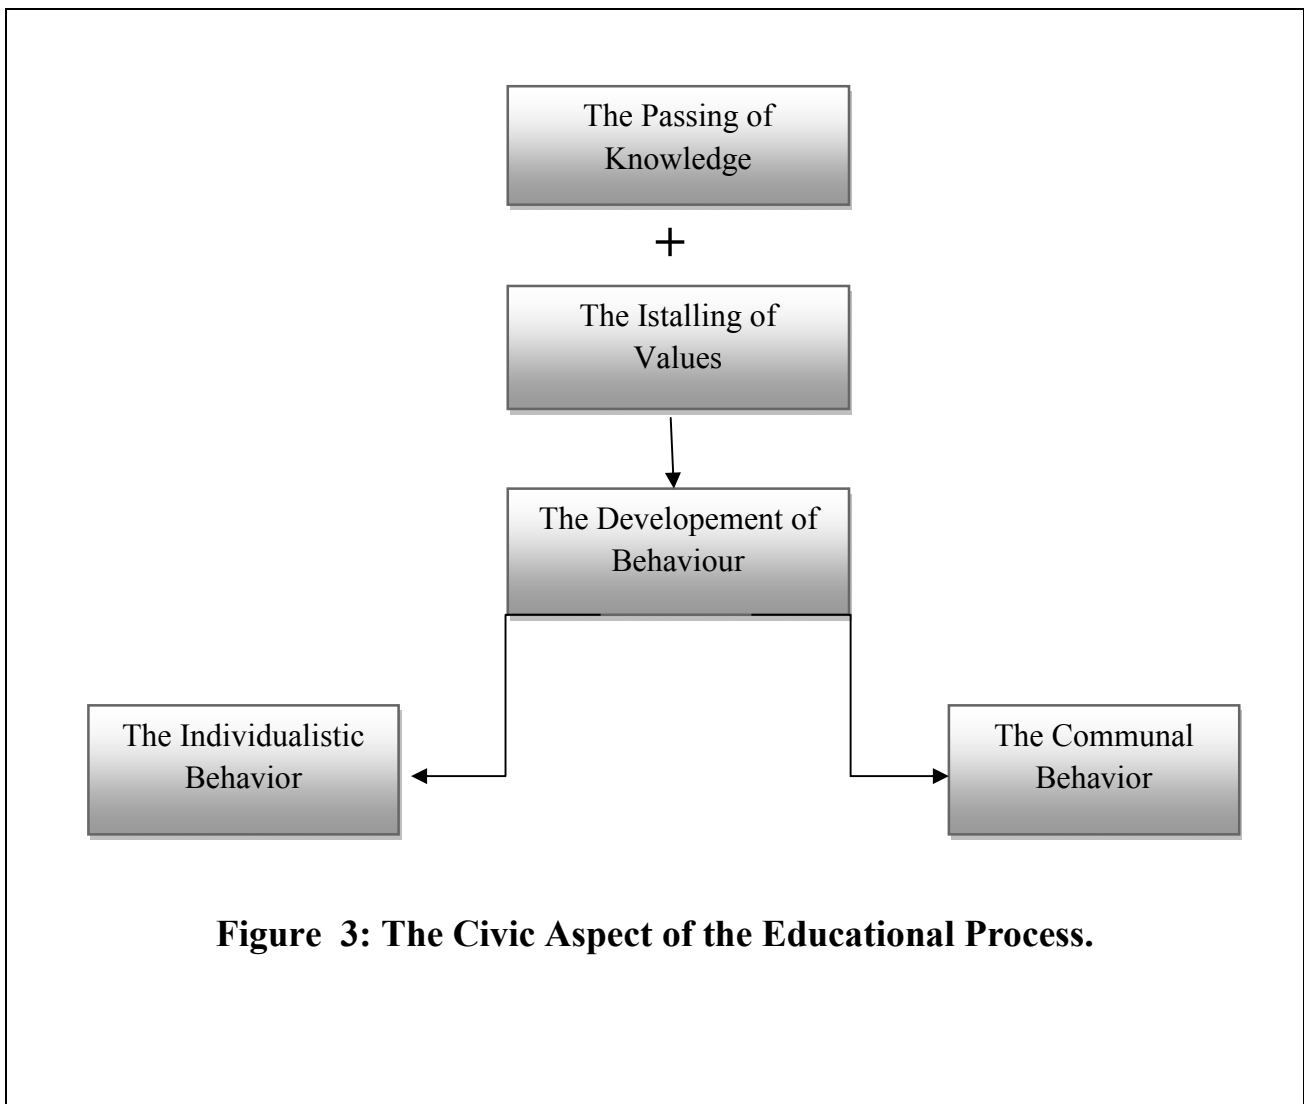 The Passing of
Knowledge
+
The Istalling of
Values
The Developement of
Behaviour
The Individualistic
Behavior
The Communal
Behavior
Figure  3: The Civic Aspect of the Educational Process.